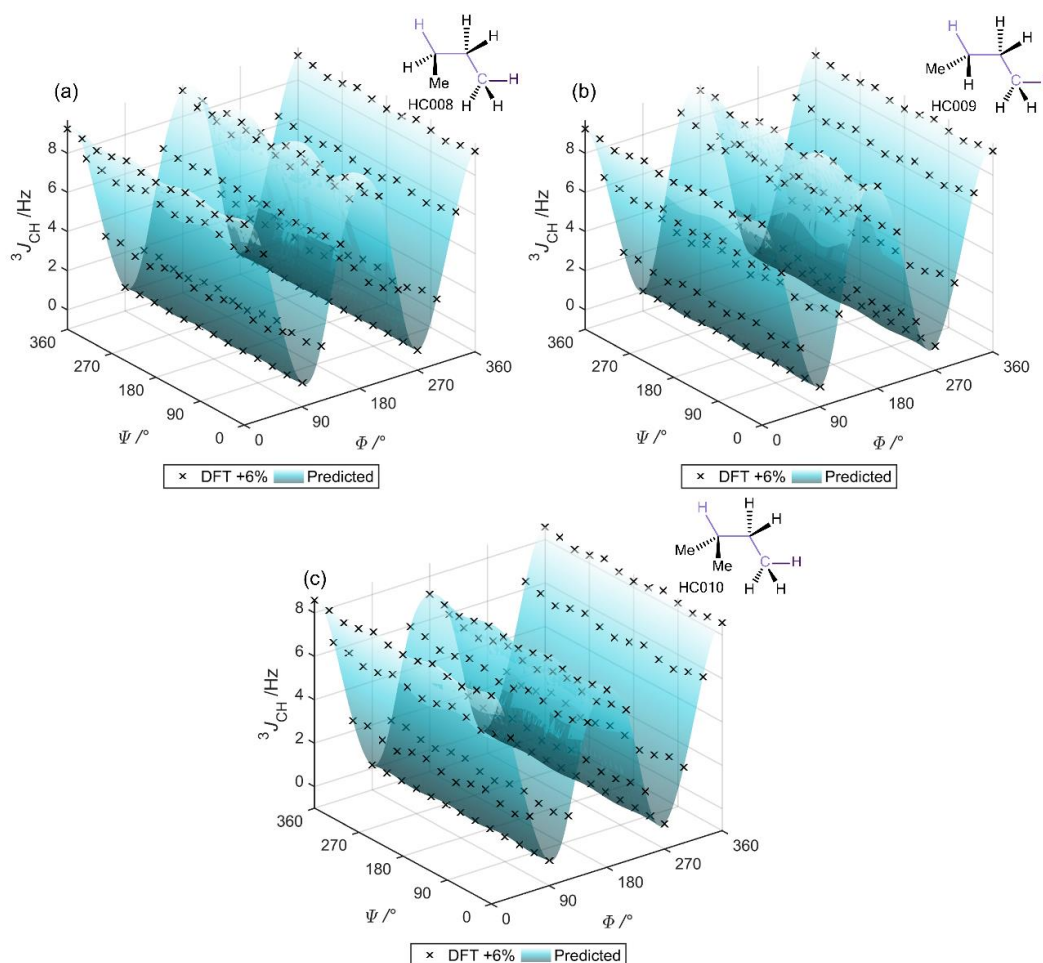 (a)
H
H
H
H
Me
C
H
H
H
HC008
³J_CH /Hz
8
6
4
2
0
360
270
180
90
0
Ψ /°
0
90
180
270
360
Φ /°
× DFT +6% Predicted
(b)
H
H
H
Me
H
C
H
H
HC009
³J_CH /Hz
8
6
4
2
0
360
270
180
90
0
Ψ /°
0
90
180
270
360
Φ /°
× DFT +6% Predicted
(c)
H
H
H
Me
Me
C
H
H
H
HC010
³J_CH /Hz
8
6
4
2
0
360
270
180
90
0
Ψ /°
0
90
180
270
360
Φ /°
× DFT +6% Predicted